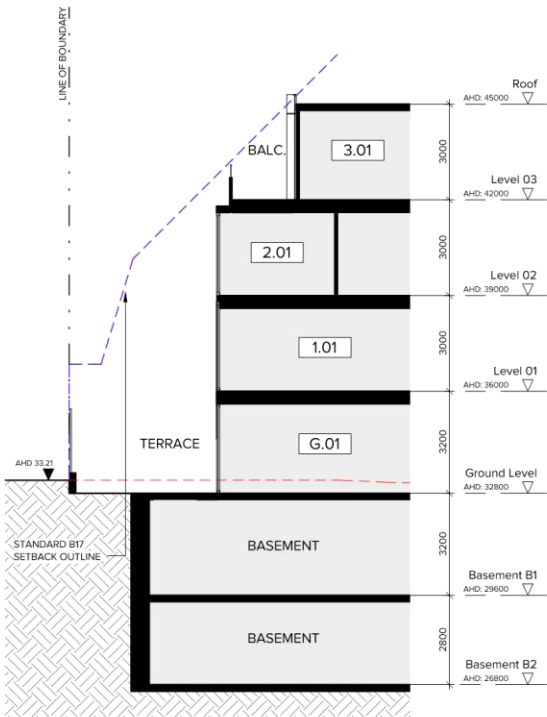 LINE OF BOUNDARY
Roof
AHD: 45000
BALC.
3.01
3000
Level 03
AHD: 42000
2.01
3000
Level 02
AHD: 39000
1.01
3000
Level 01
AHD: 36000
TERRACE
G.01
3200
AHD 33.21
Ground Level
AHD: 32800
STANDARD B17
SETBACK OUTLINE
BASEMENT
3200
Basement B1
AHD: 29600
BASEMENT
2800
Basement B2
AHD: 26800